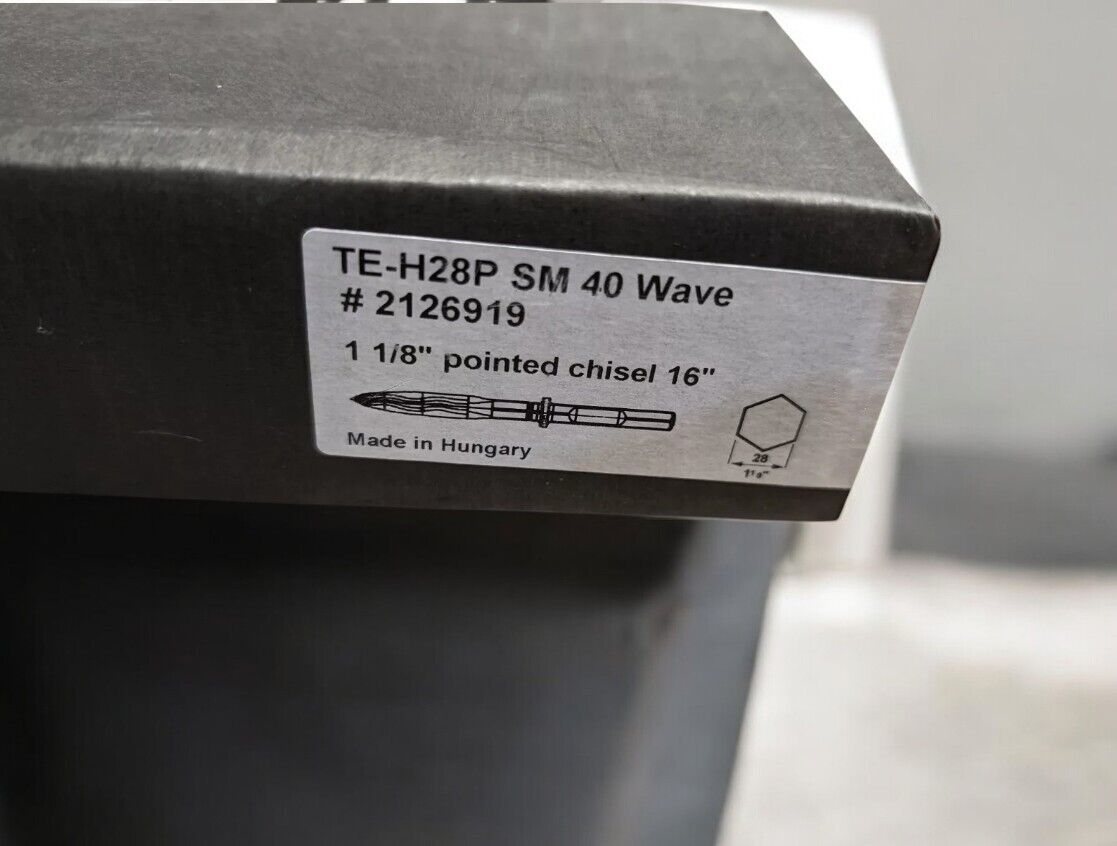 TE-H28P SM 40 Wave
# 2126919
1 1/8" pointed chisel 16"
Made in Hungary
28